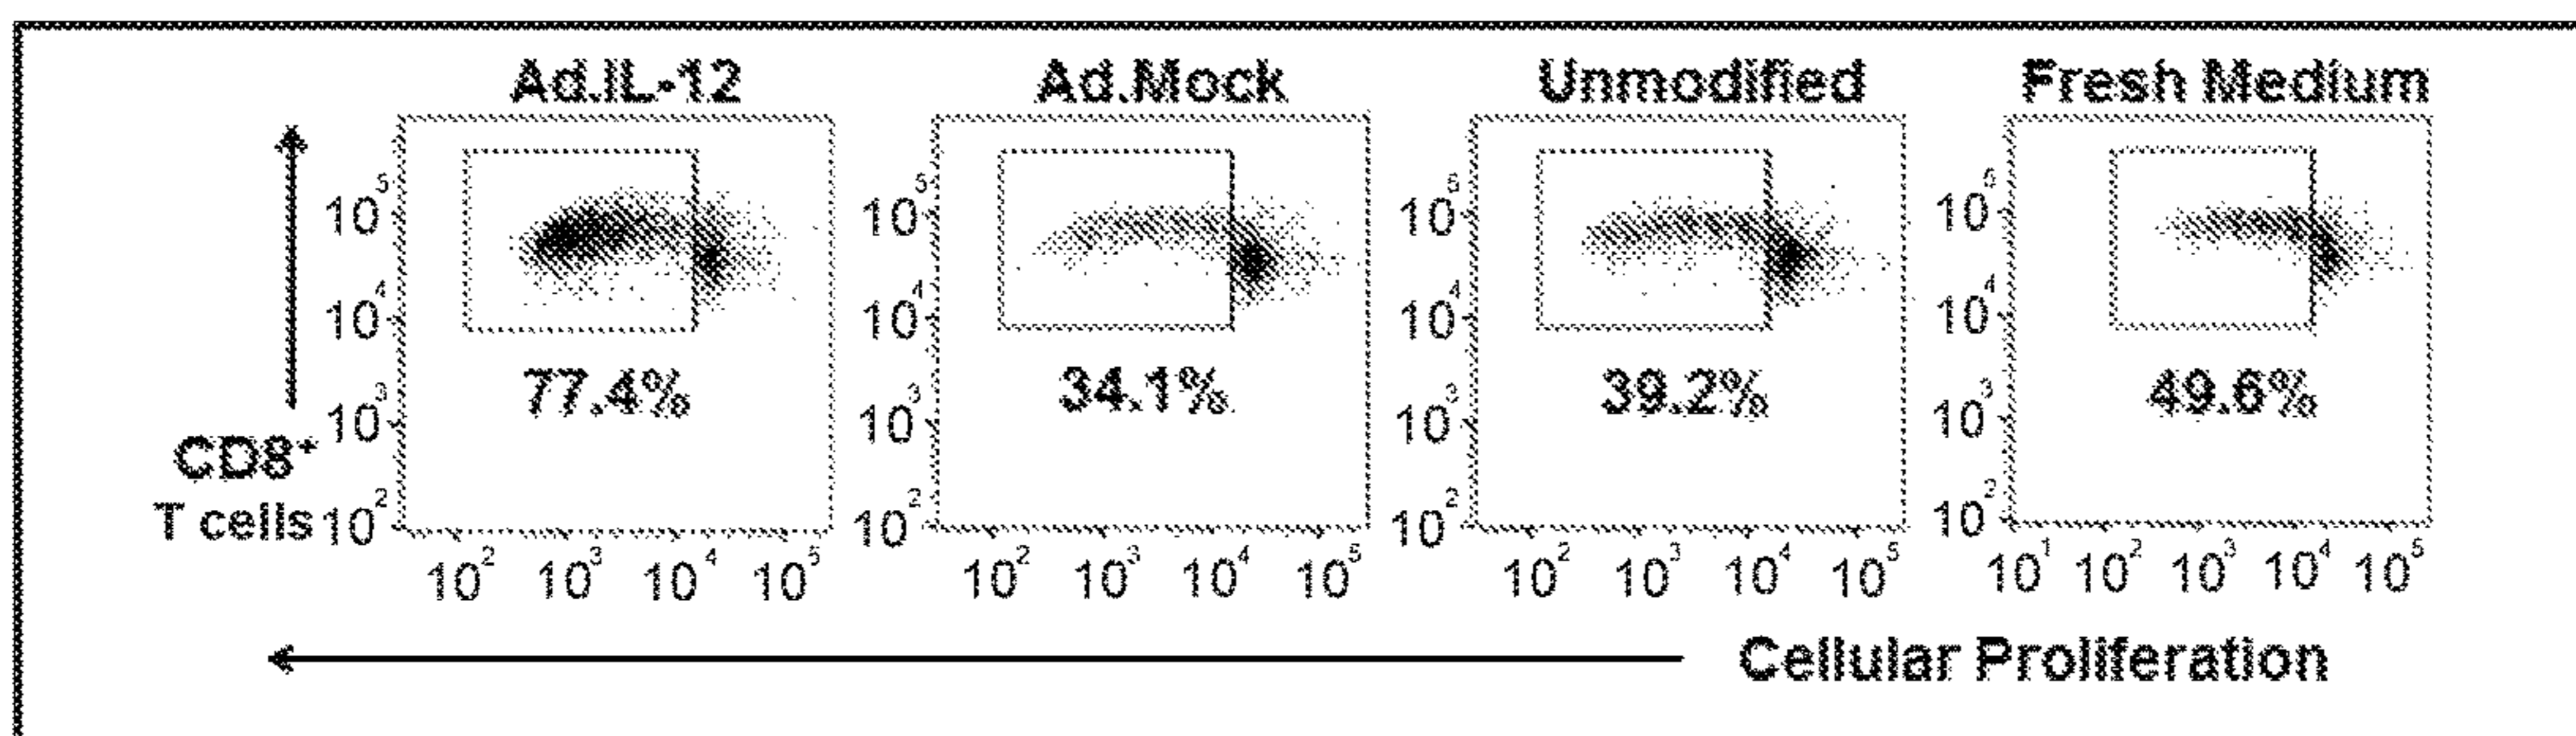 Ad.IL-12 Ad.Mock Unmodified Fresh Medium
10⁵ 10⁵ 10⁵ 10⁵
10⁴ 10⁴ 10⁴ 10⁴
77.4% 34.1% 39.2% 49.6%
10³ 10³ 10³ 10³
CD8⁺
T cells
10² 10² 10² 10²
10² 10³ 10⁴ 10⁵ 10² 10³ 10⁴ 10⁵ 10² 10³ 10⁴ 10⁵ 10¹ 10² 10³ 10⁴ 10⁵
Cellular Proliferation